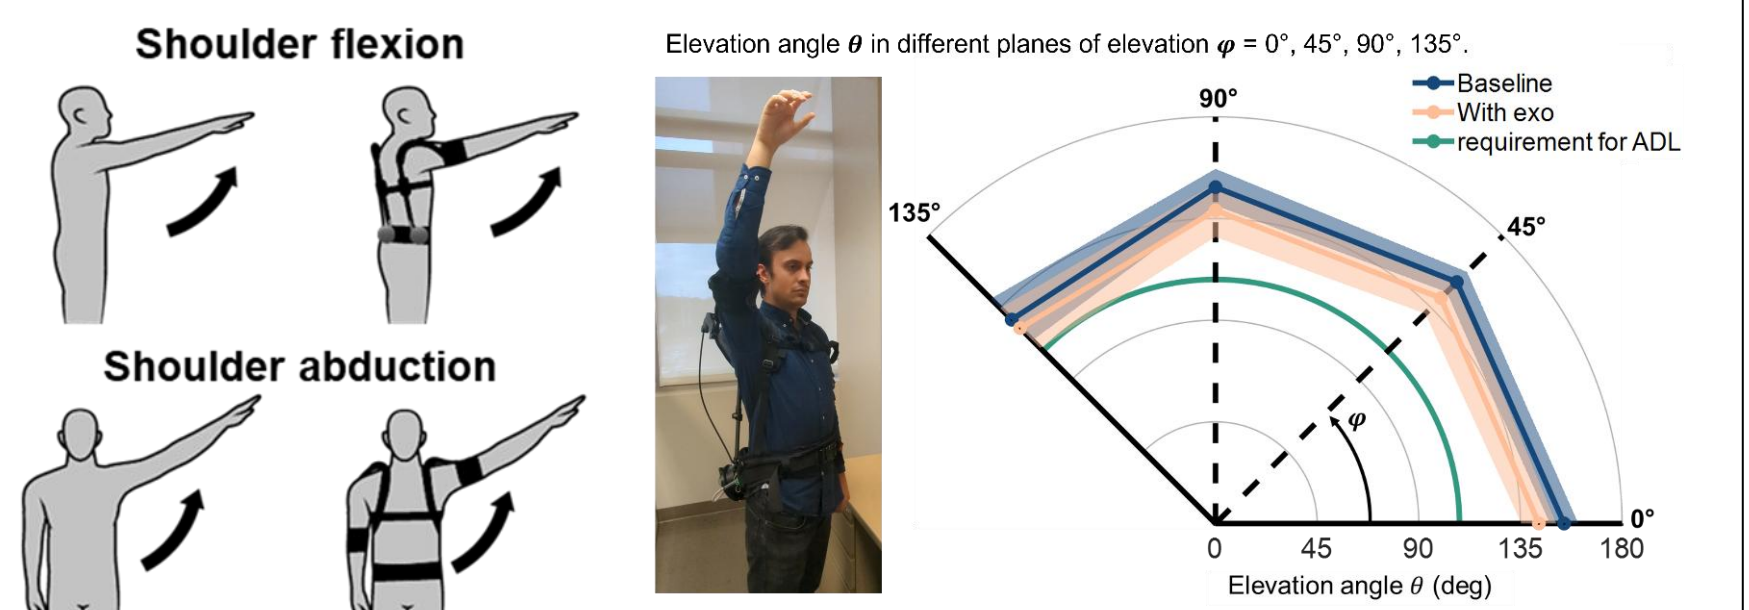 Shoulder flexion
Shoulder abduction
Elevation angle θ in different planes of elevation φ = 0°, 45°, 90°, 135°.
Baseline
With exo
requirement for ADL
90°
135°
45°
φ
0°
0 45 90 135 180
Elevation angle θ (deg)